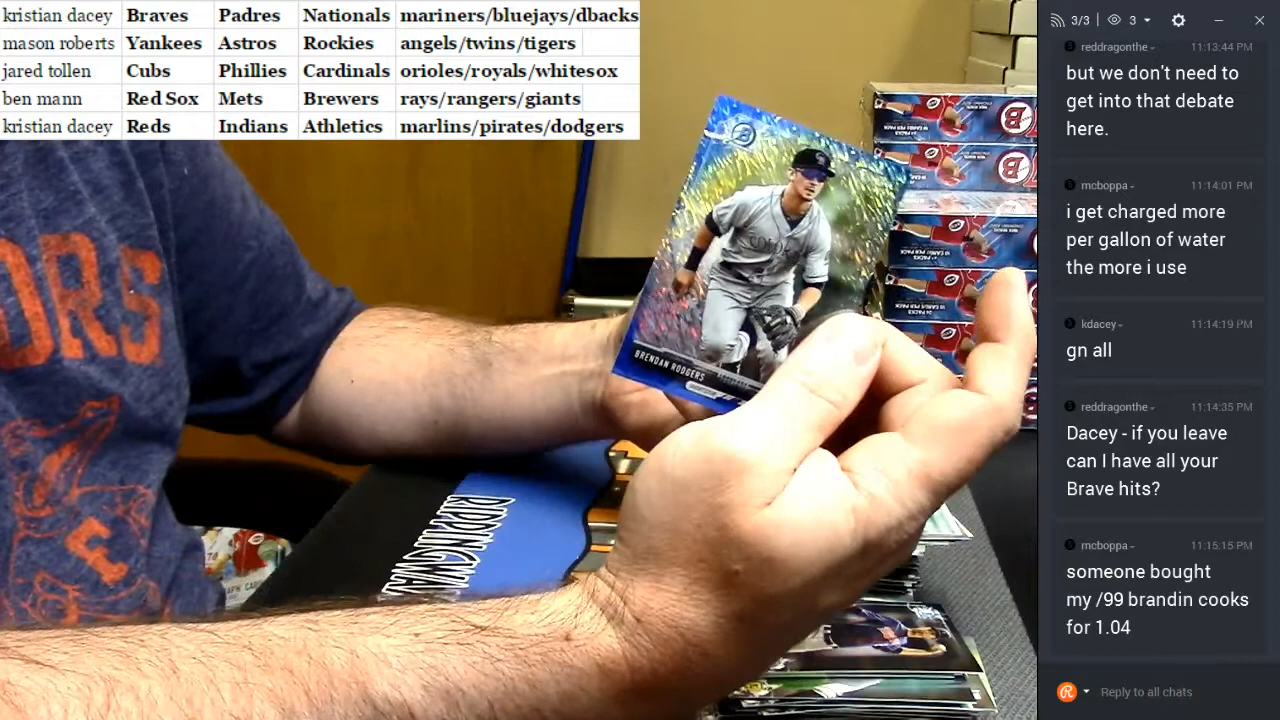 kristian dacey Braves Padres Nationals mariners/bluejays/dbacks
mason roberts Yankees Astros Rockies angels/twins/tigers
jared tollen Cubs Phillies Cardinals orioles/royals/whitesox
ben mann Red Sox Mets Brewers rays/rangers/giants
kristian dacey Reds Indians Athletics marlins/pirates/dodgers
ORS
BRENDAN RODGERS
RIPPINGWA
B
B
3/3 | 3
reddragonthe - 11:13:44 PM
but we don't need to
get into that debate
here.
mcboppa - 11:14:01 PM
i get charged more
per gallon of water
the more i use
kdacey - 11:14:19 PM
gn all
reddragonthe - 11:14:35 PM
Dacey - if you leave
can I have all your
Brave hits?
mcboppa - 11:15:15 PM
someone bought
my /99 brandin cooks
for 1.04
Reply to all chats